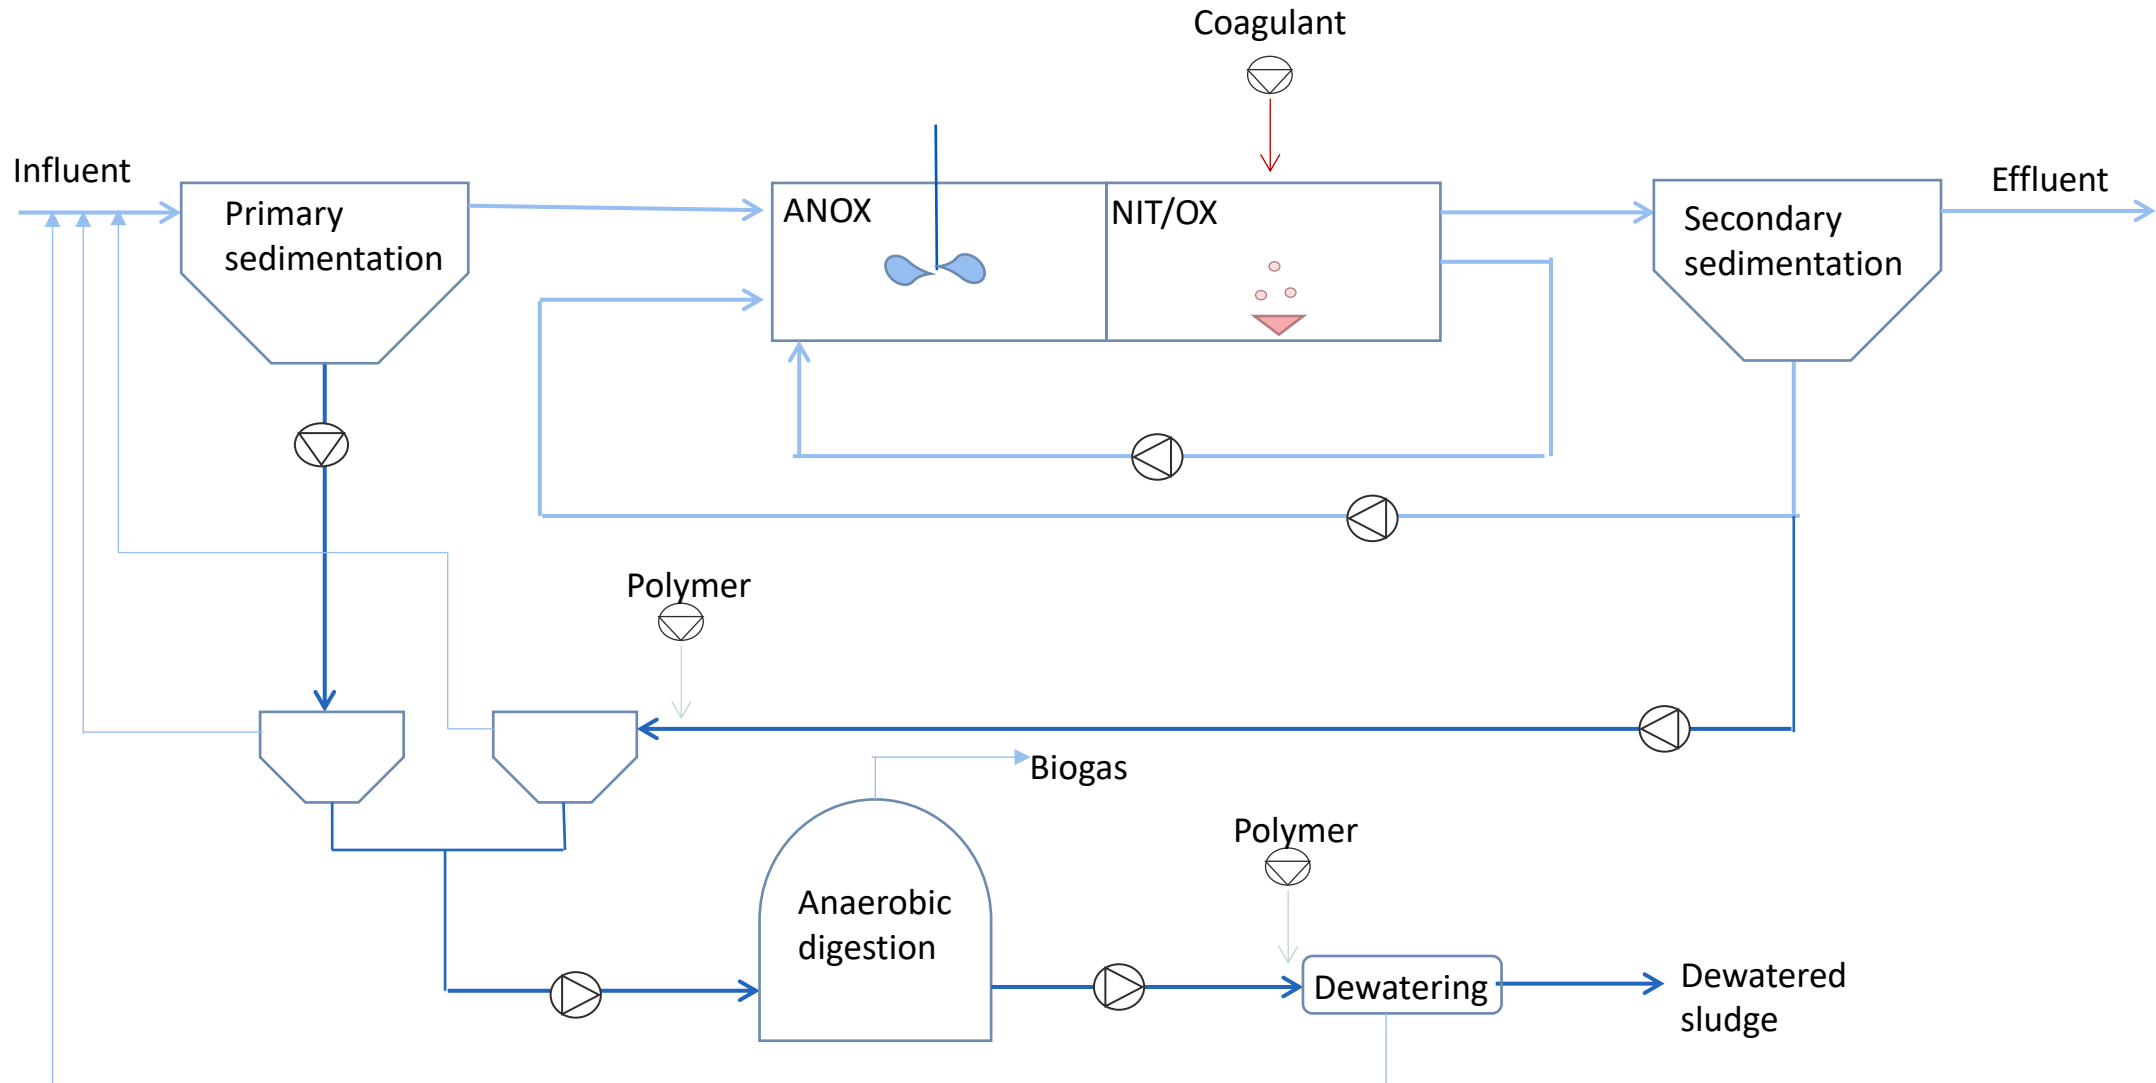 Coagulant
Influent
Primary
sedimentation
ANOX
NIT/OX
Secondary
sedimentation
Effluent
Polymer
Biogas
Polymer
Anaerobic
digestion
Dewatering
Dewatered
sludge